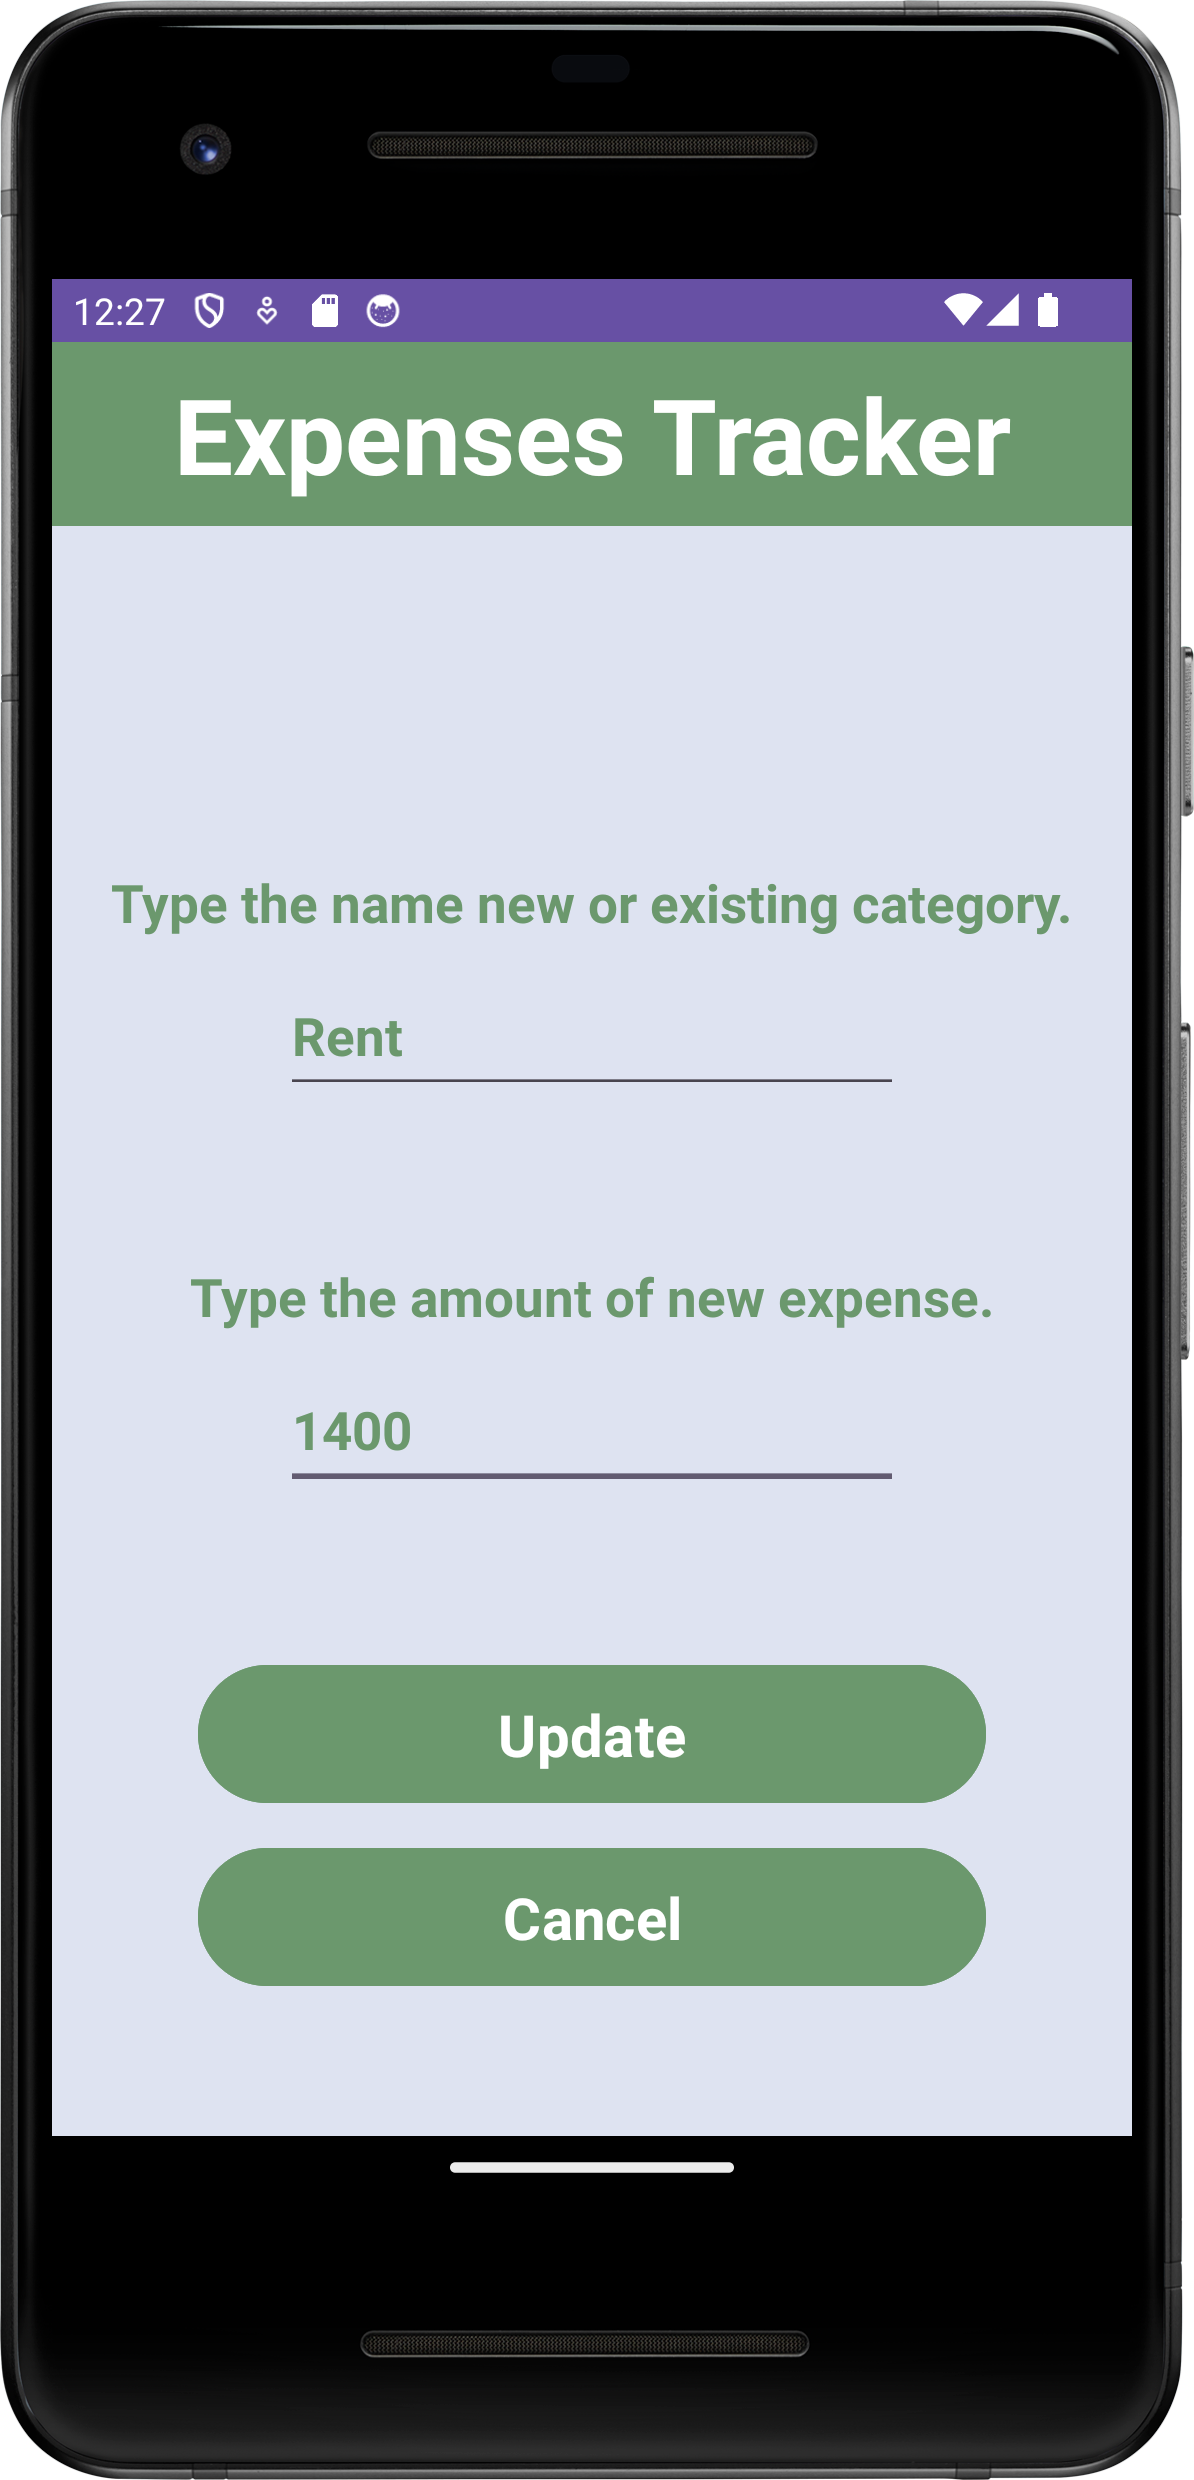 12:27
Expenses Tracker
Type the name new or existing category.
Rent
Type the amount of new expense.
1400
Update
Cancel